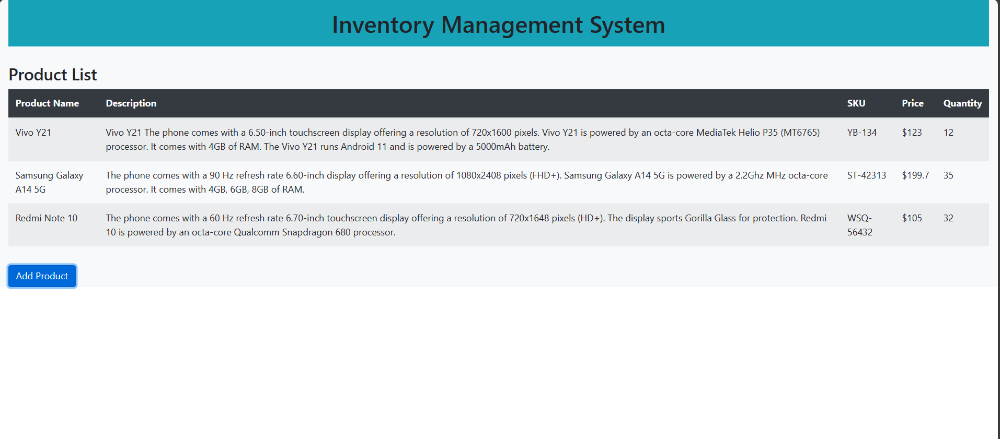 Inventory Management System
Product List
Product Name Description SKU Price Quantity
Vivo Y21 Vivo Y21 The phone comes with a 6.50-inch touchscreen display offering a resolution of 720x1600 pixels. Vivo Y21 is powered by an octa-core MediaTek Helio P35 (MT6765) YB-134 $123 12
processor. It comes with 4GB of RAM. The Vivo Y21 runs Android 11 and is powered by a 5000mAh battery.
Samsung Galaxy The phone comes with a 90 Hz refresh rate 6.60-inch display offering a resolution of 1080x2408 pixels (FHD+). Samsung Galaxy A14 5G is powered by a 2.2Ghz MHz octa-core ST-42313 $199.7 35
A14 5G processor. It comes with 4GB, 6GB, 8GB of RAM.
Redmi Note 10 The phone comes with a 60 Hz refresh rate 6.70-inch touchscreen display offering a resolution of 720x1648 pixels (HD+). The display sports Gorilla Glass for protection. Redmi WSQ- $105 32
10 is powered by an octa-core Qualcomm Snapdragon 680 processor. 56432
Add Product